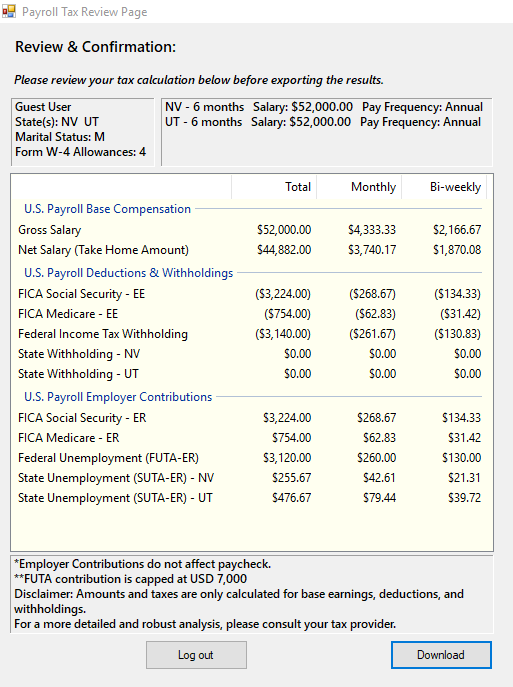 Payroll Tax Review Page
Review & Confirmation:
Please review your tax calculation below before exporting the results.
Guest User
State(s): NV UT
Marital Status: M
Form W-4 Allowances: 4
NV - 6 months Salary: $52,000.00 Pay Frequency: Annual
UT - 6 months Salary: $52,000.00 Pay Frequency: Annual
Total Monthly Bi-weekly
U.S. Payroll Base Compensation
Gross Salary $52,000.00 $4,333.33 $2,166.67
Net Salary (Take Home Amount) $44,882.00 $3,740.17 $1,870.08
U.S. Payroll Deductions & Withholdings
FICA Social Security - EE ($3,224.00) ($268.67) ($134.33)
FICA Medicare - EE ($754.00) ($62.83) ($31.42)
Federal Income Tax Withholding ($3,140.00) ($261.67) ($130.83)
State Withholding - NV $0.00 $0.00 $0.00
State Withholding - UT $0.00 $0.00 $0.00
U.S. Payroll Employer Contributions
FICA Social Security - ER $3,224.00 $268.67 $134.33
FICA Medicare - ER $754.00 $62.83 $31.42
Federal Unemployment (FUTA-ER) $3,120.00 $260.00 $130.00
State Unemployment (SUTA-ER) - NV $255.67 $42.61 $21.31
State Unemployment (SUTA-ER) - UT $476.67 $79.44 $39.72
*Employer Contributions do not affect paycheck.
**FUTA contribution is capped at USD 7,000
Disclaimer: Amounts and taxes are only calculated for base earnings, deductions, and
withholdings.
For a more detailed and robust analysis, please consult your tax provider.
Log out
Download